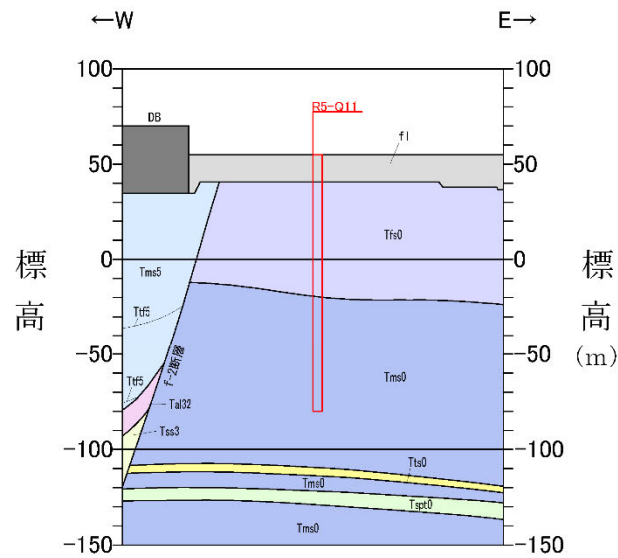 ←W
E→
100
100
R5-Q11
DB
fl
50
50
Tfs0
0
0
標高
標高
(m)
Tms5
Ttf5
f-2断層
-50
-50
Tms0
Ttf5
Tal32
Tss3
-100
-100
Tts0
Tms0
Tspt0
Tms0
-150
-150